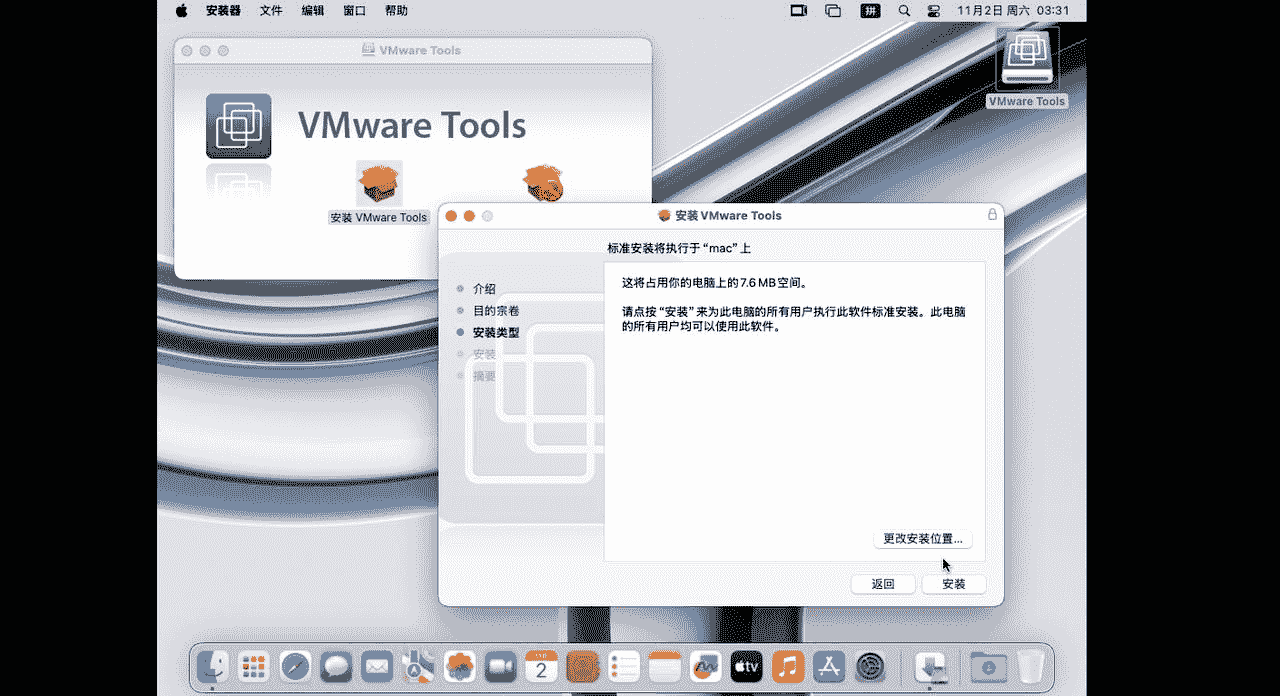 安装器 文件 编辑 窗口 帮助 拼 11月2日 周六 03:31
VMware Tools
VMware Tools
VMware Tools
安装 VMware Tools
安装 VMware Tools
标准安装将执行于“mac”上
这将占用你的电脑上的7.6 MB空间。
请点按“安装”来为此电脑的所有用户执行此软件标准安装。此电脑
的所有用户均可以使用此软件。
介绍
目的宗卷
安装类型
安装
摘要
更改安装位置...
返回 安装
2
tv